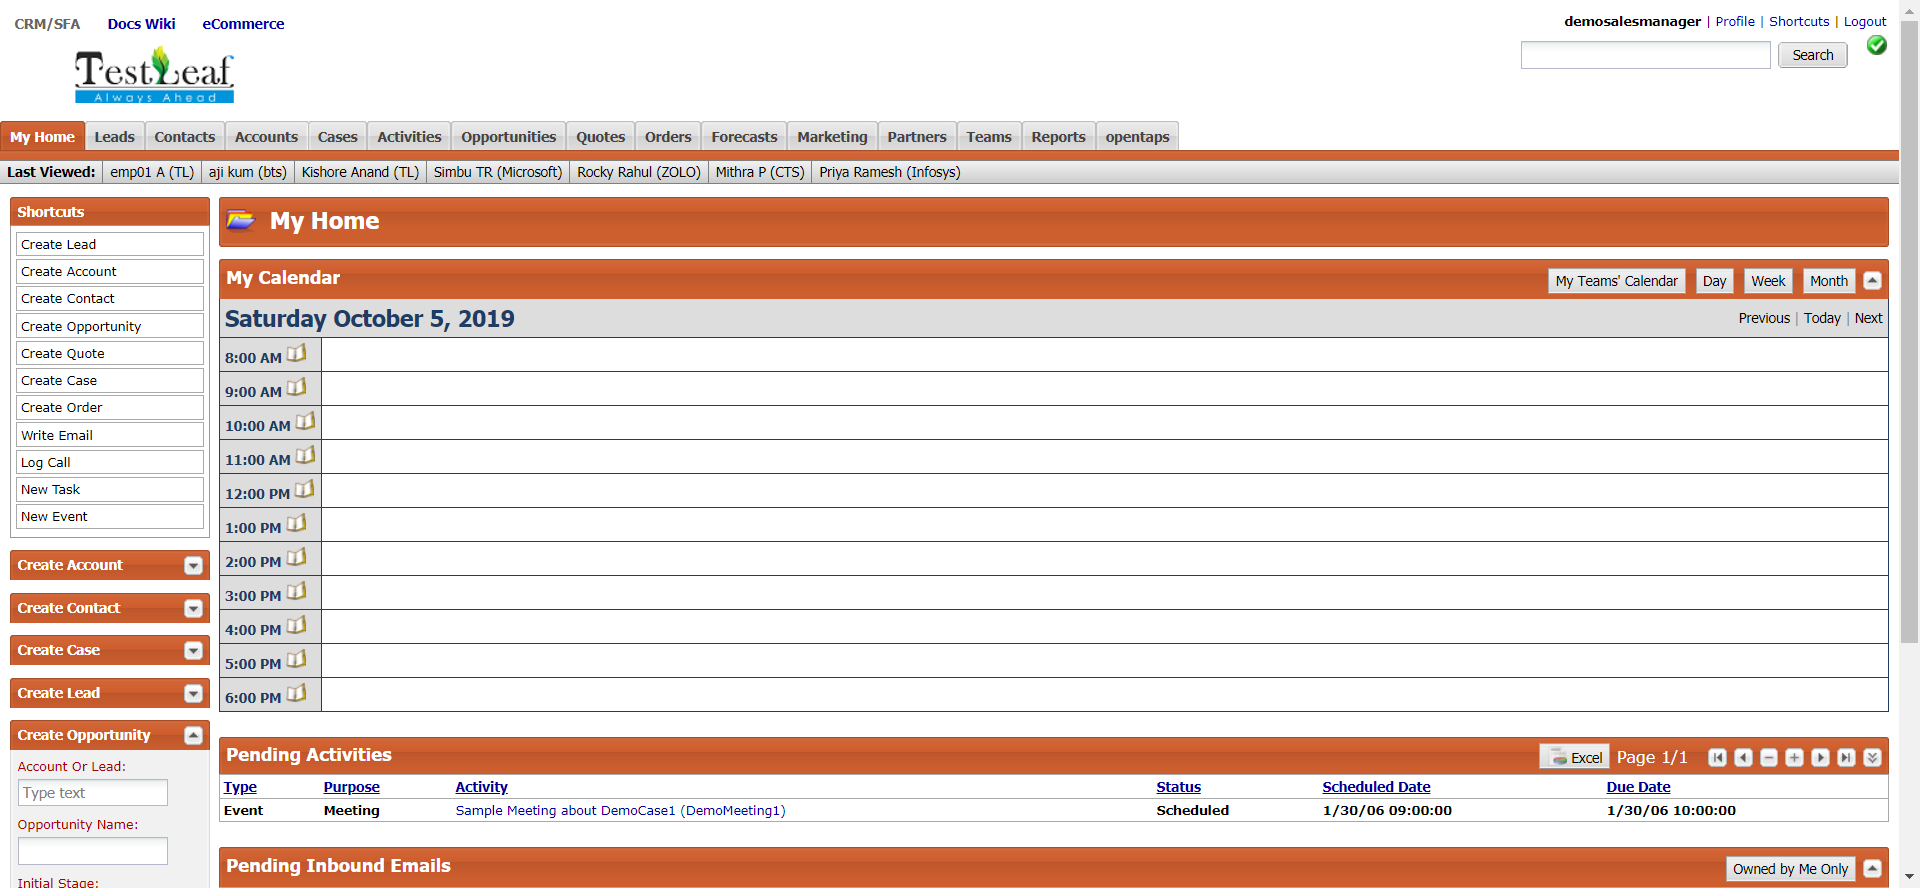 CRM/SFA Docs Wiki eCommerce
demosalesmanager | Profile | Shortcuts | Logout
Search
TestLeaf
Always Ahead
My Home Leads Contacts Accounts Cases Activities Opportunities Quotes Orders Forecasts Marketing Partners Teams Reports opentaps
Last Viewed: emp01 A (TL) aji kum (bts) Kishore Anand (TL) Simbu TR (Microsoft) Rocky Rahul (ZOLO) Mithra P (CTS) Priya Ramesh (Infosys)
Shortcuts
Create Lead
Create Account
Create Contact
Create Opportunity
Create Quote
Create Case
Create Order
Write Email
Log Call
New Task
New Event
Create Account
Create Contact
Create Case
Create Lead
Create Opportunity
Account Or Lead:
Type text
Opportunity Name:
Initial Stage:
My Home
My Calendar
My Teams' Calendar Day Week Month
Saturday October 5, 2019
Previous | Today | Next
8:00 AM
9:00 AM
10:00 AM
11:00 AM
12:00 PM
1:00 PM
2:00 PM
3:00 PM
4:00 PM
5:00 PM
6:00 PM
Pending Activities
Excel Page 1/1
Type Purpose Activity Status Scheduled Date Due Date
Event Meeting Sample Meeting about DemoCase1 (DemoMeeting1) Scheduled 1/30/06 09:00:00 1/30/06 10:00:00
Pending Inbound Emails
Owned by Me Only